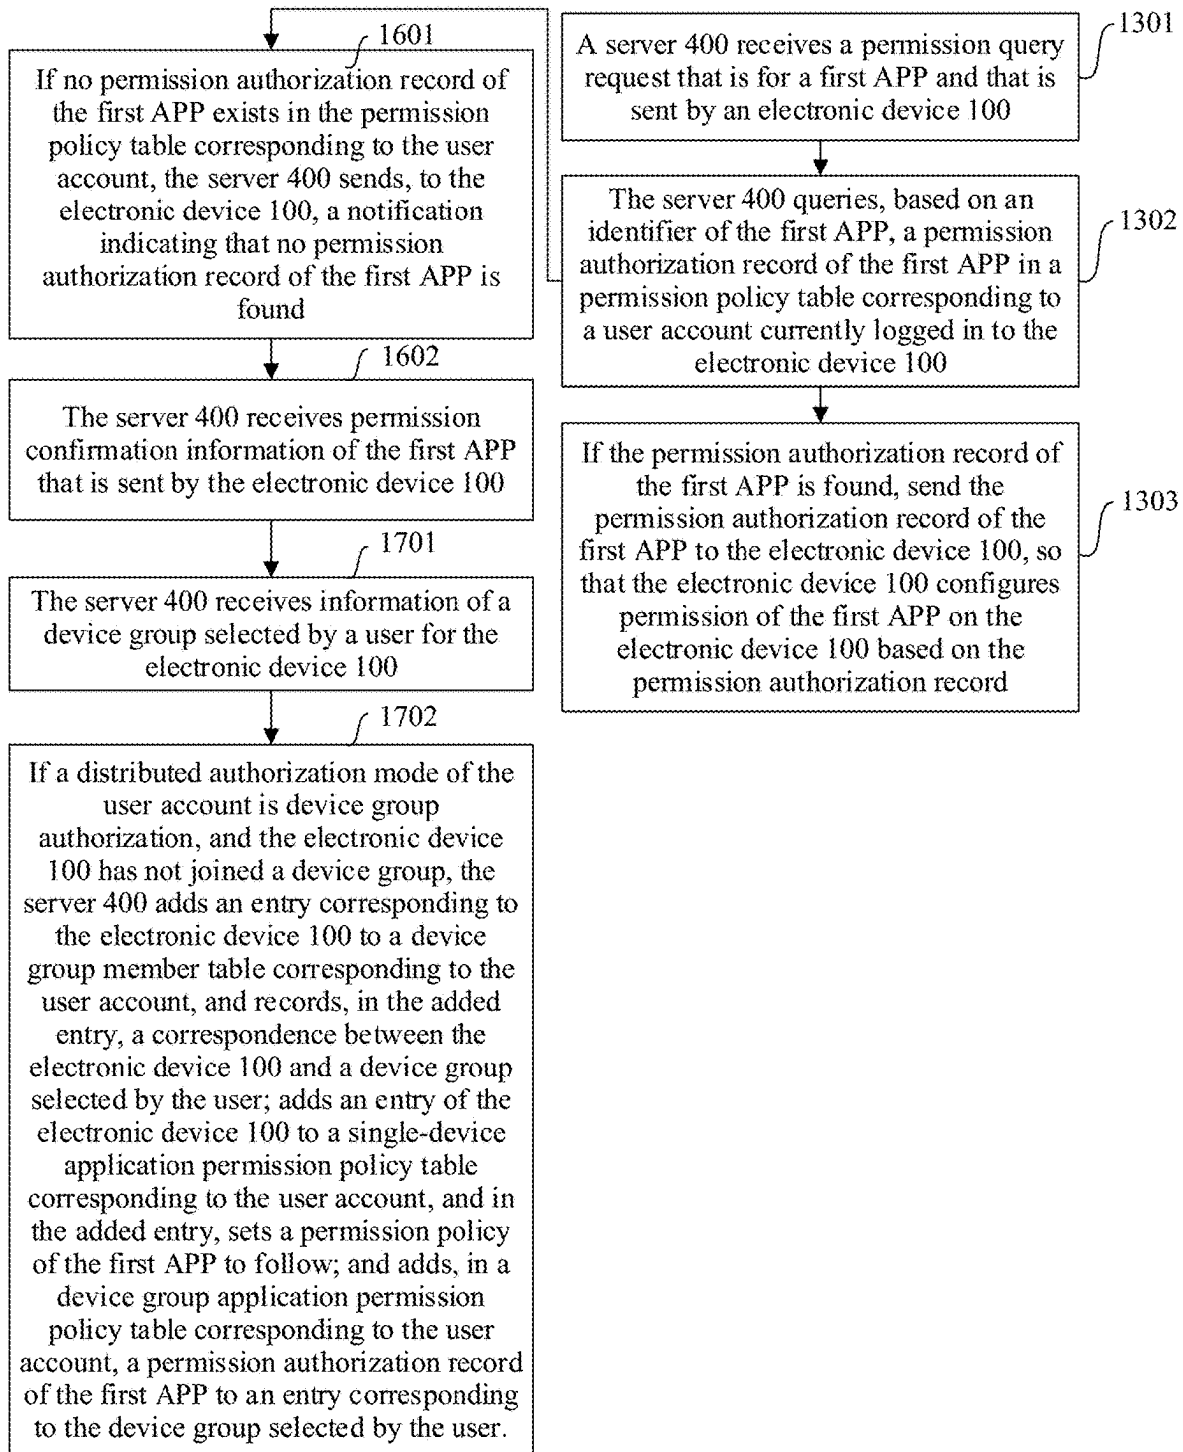 1301
A server 400 receives a permission query
request that is for a first APP and that is
sent by an electronic device 100
1302
The server 400 queries, based on an
identifier of the first APP, a permission
authorization record of the first APP in a
permission policy table corresponding to
a user account currently logged in to the
electronic device 100
1303
If the permission authorization record of
the first APP is found, send the
permission authorization record of the
first APP to the electronic device 100, so
that the electronic device 100 configures
permission of the first APP on the
electronic device 100 based on the
permission authorization record
1601
If no permission authorization record of
the first APP exists in the permission
policy table corresponding to the user
account, the server 400 sends, to the
electronic device 100, a notification
indicating that no permission
authorization record of the first APP is
found
1602
The server 400 receives permission
confirmation information of the first APP
that is sent by the electronic device 100
1701
The server 400 receives information of a
device group selected by a user for the
electronic device 100
1702
If a distributed authorization mode of the
user account is device group
authorization, and the electronic device
100 has not joined a device group, the
server 400 adds an entry corresponding to
the electronic device 100 to a device
group member table corresponding to the
user account, and records, in the added
entry, a correspondence between the
electronic device 100 and a device group
selected by the user; adds an entry of the
electronic device 100 to a single-device
application permission policy table
corresponding to the user account, and in
the added entry, sets a permission policy
of the first APP to follow; and adds, in a
device group application permission
policy table corresponding to the user
account, a permission authorization record
of the first APP to an entry corresponding
to the device group selected by the user.